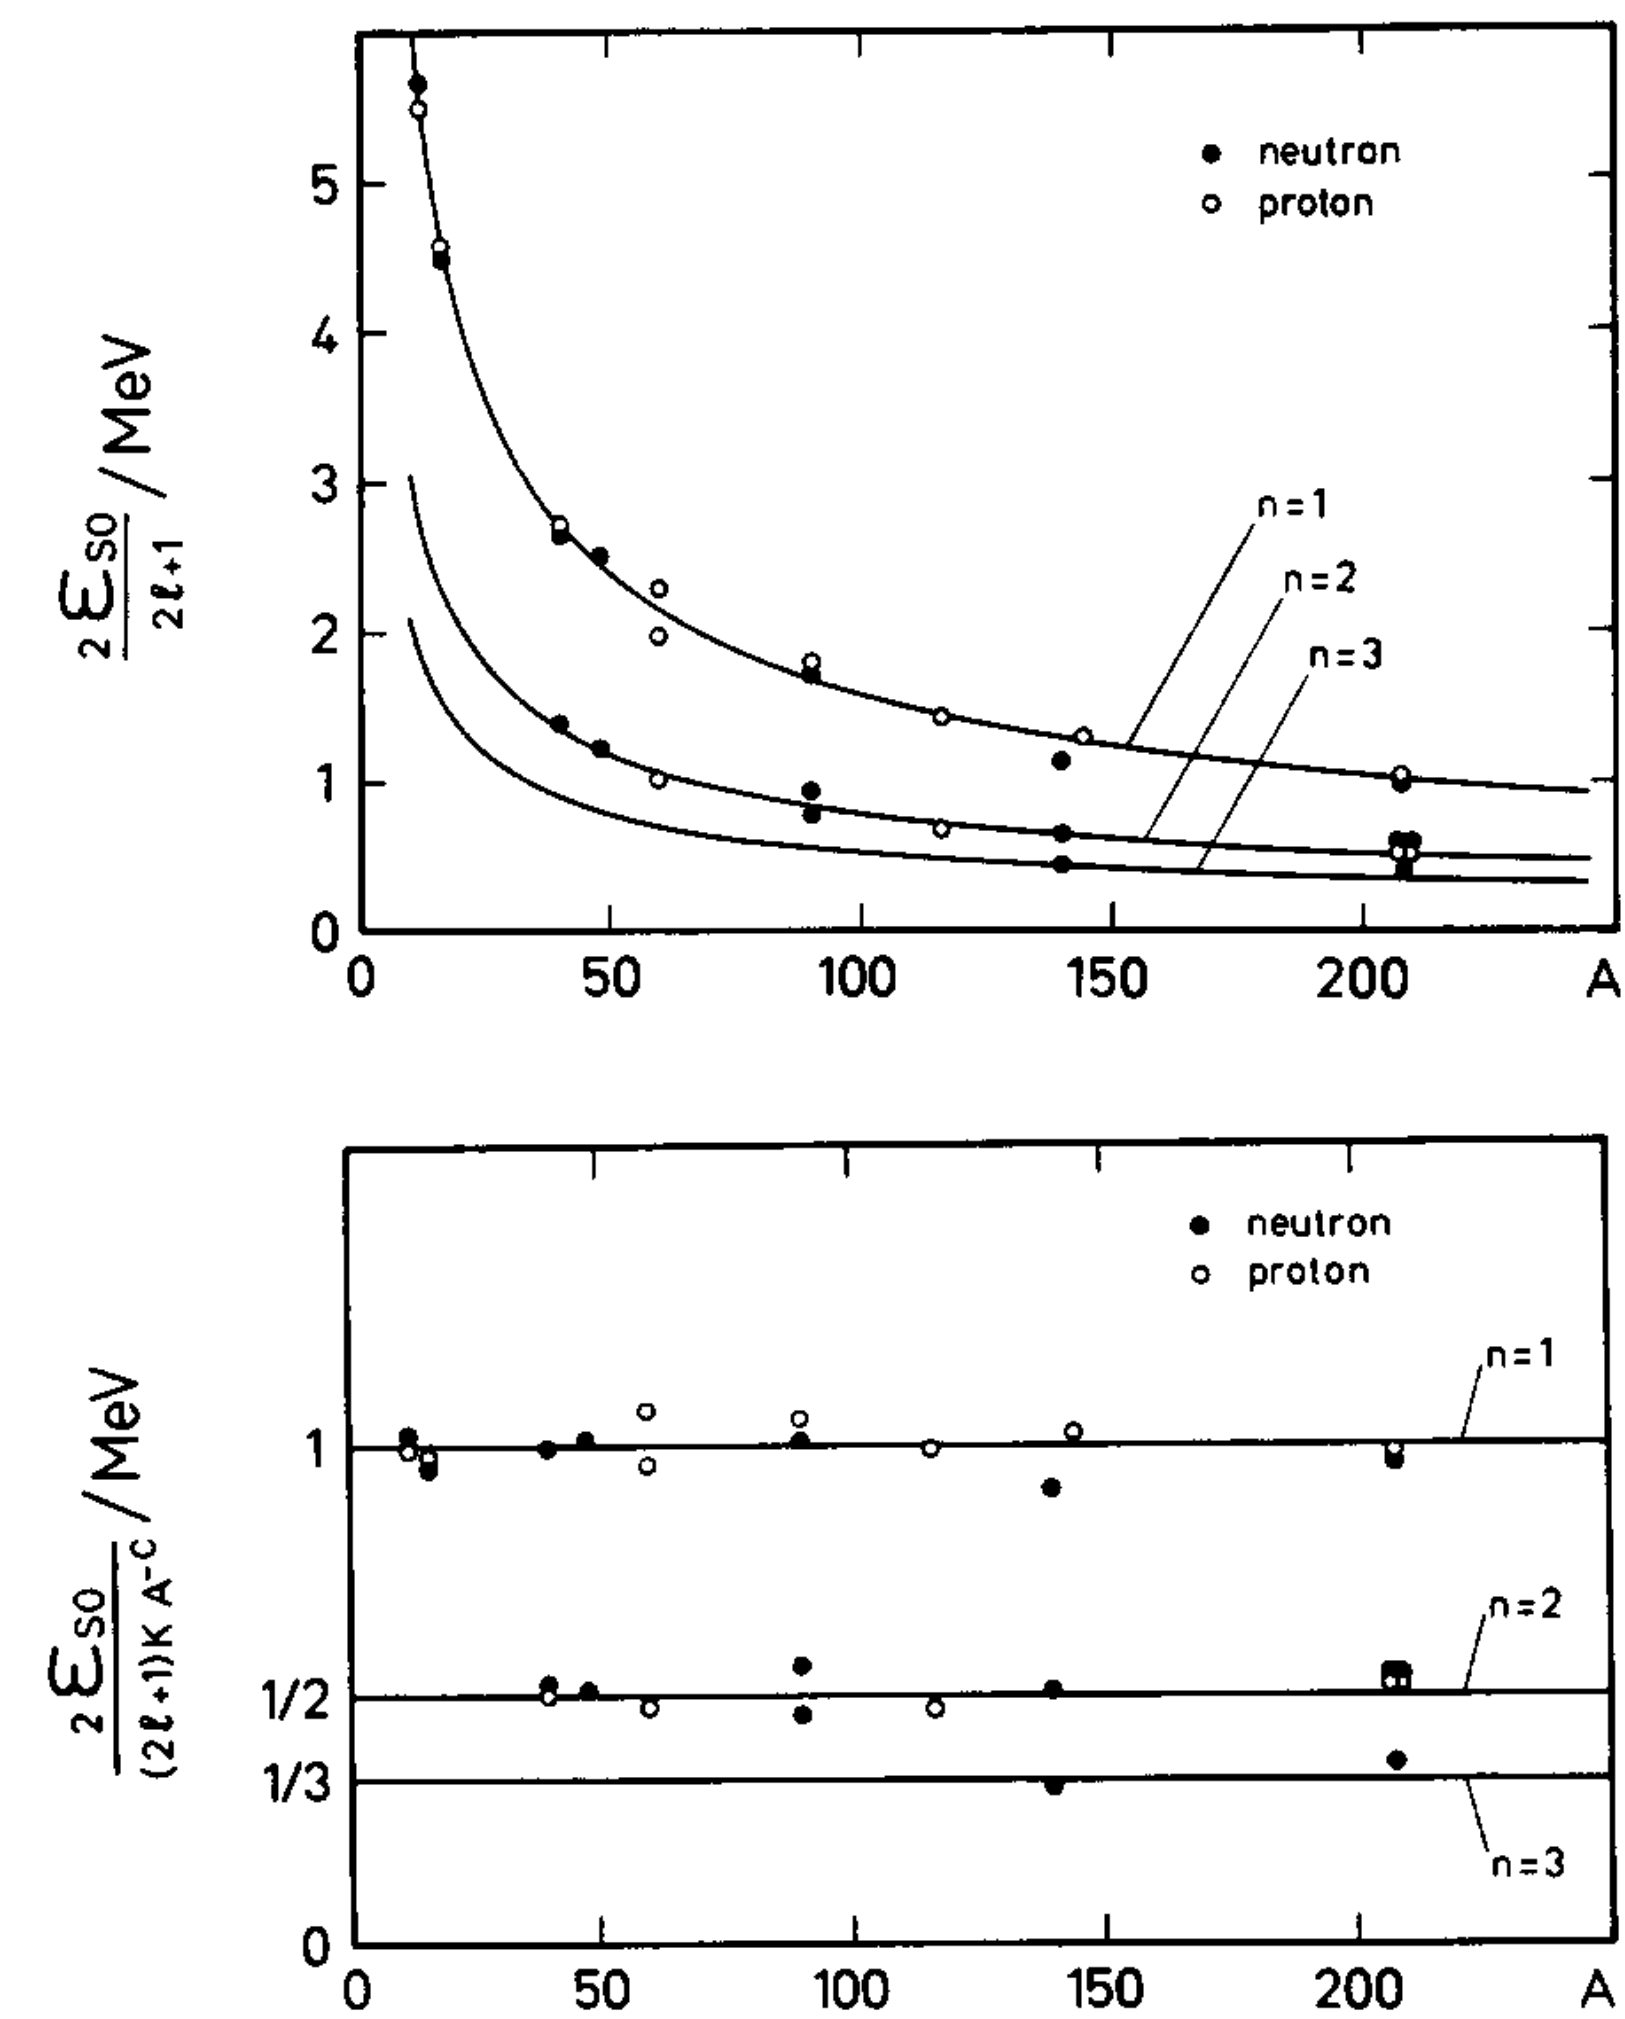 2 ε SO / MeV
2ℓ+1
5
4
3
2
1
0
neutron
proton
n=1
n=2
n=3
0 50 100 150 200 A
2 ε SO / MeV
(2ℓ+1) K A^-C
1
1/2
1/3
0
neutron
proton
n=1
n=2
n=3
0 50 100 150 200 A